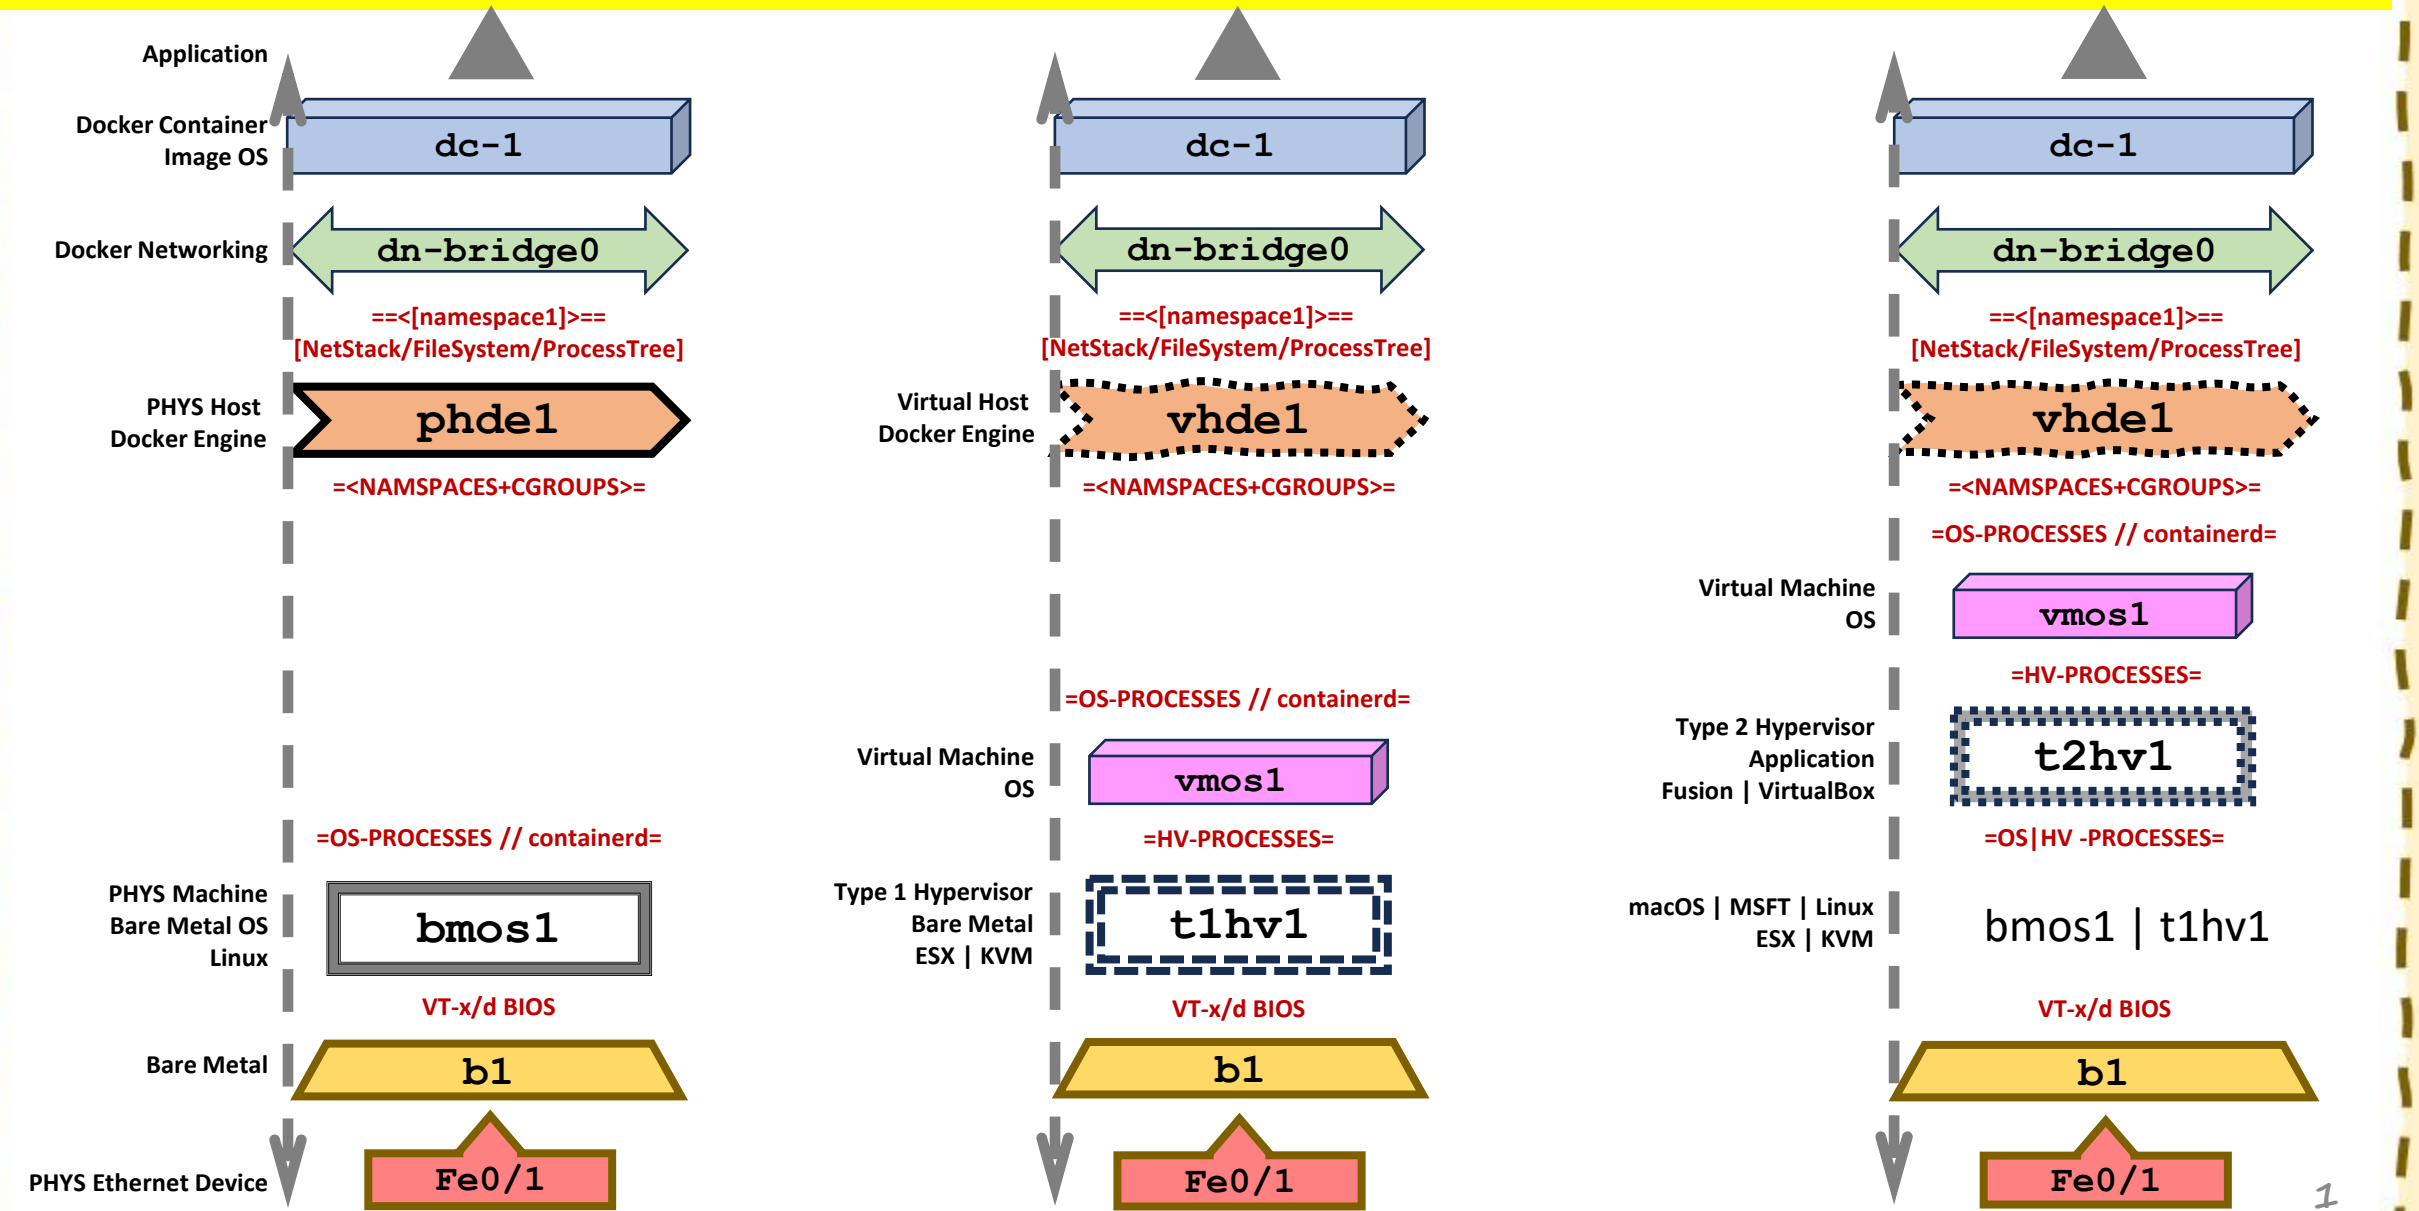 Application
Docker Container
Image OS
dc-1
Docker Networking
dn-bridge0
==<[namespace1]>==
[NetStack/FileSystem/ProcessTree]
PHYS Host
Docker Engine
phde1
=<NAMSPACES+CGROUPS>=
=OS-PROCESSES // containerd=
PHYS Machine
Bare Metal OS
Linux
bmos1
VT-x/d BIOS
Bare Metal
b1
PHYS Ethernet Device
Fe0/1
dc-1
dn-bridge0
==<[namespace1]>==
[NetStack/FileSystem/ProcessTree]
Virtual Host
Docker Engine
vhde1
=<NAMSPACES+CGROUPS>=
=OS-PROCESSES // containerd=
Virtual Machine
OS
vmos1
=HV-PROCESSES=
Type 1 Hypervisor
Bare Metal
ESX | KVM
t1hv1
VT-x/d BIOS
b1
Fe0/1
dc-1
dn-bridge0
==<[namespace1]>==
[NetStack/FileSystem/ProcessTree]
vhde1
=<NAMSPACES+CGROUPS>=
=OS-PROCESSES // containerd=
Virtual Machine
OS
vmos1
=HV-PROCESSES=
Type 2 Hypervisor
Application
Fusion | VirtualBox
t2hv1
=OS|HV -PROCESSES=
macOS | MSFT | Linux
ESX | KVM
bmos1 | t1hv1
VT-x/d BIOS
b1
Fe0/1
1